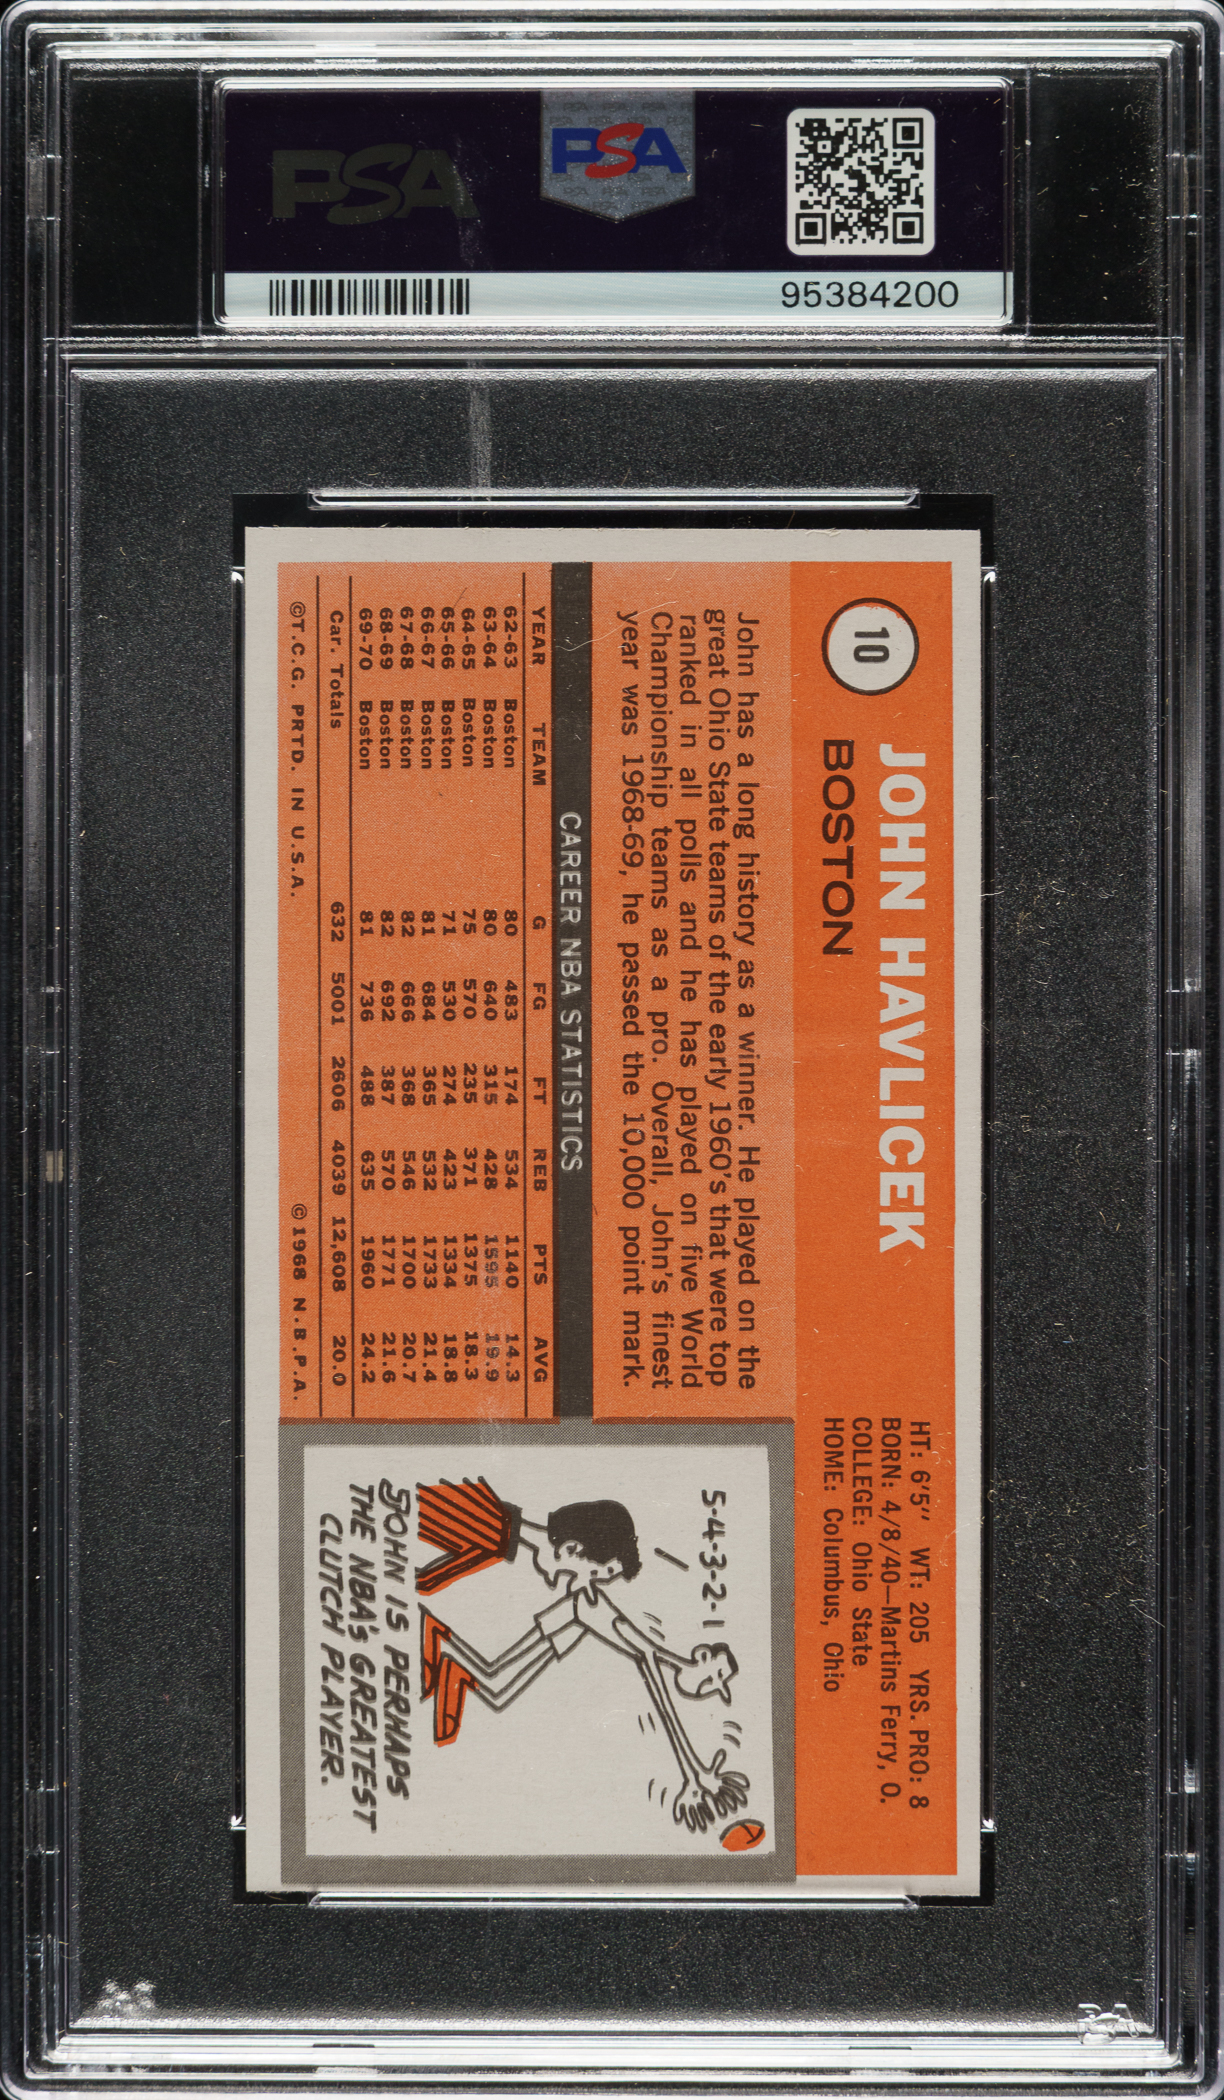 PSA
PSA
95384200
10
JOHN HAVLICEK
BOSTON
HT: 6'5" WT: 205 YRS. PRO: 8
BORN: 4/8/40—Martins Ferry, O.
COLLEGE: Ohio State
HOME: Columbus, Ohio
John has a long history as a winner. He played on the
great Ohio State teams of the early 1960's that were top
ranked in all polls and he has played on five World
Championship teams as a pro. Overall, John's finest
year was 1968-69, he passed the 10,000 point mark.
CAREER NBA STATISTICS
YEAR TEAM G FG FT REB PTS AVG
62-63 Boston 80 483 174 534 1140 14.3
63-64 Boston 80 640 315 428 1595 19.9
64-65 Boston 75 570 235 371 1375 18.3
65-66 Boston 71 530 274 423 1334 18.8
66-67 Boston 81 684 365 532 1733 21.4
67-68 Boston 82 666 368 546 1700 20.7
68-69 Boston 82 692 387 570 1771 21.6
69-70 Boston 81 736 488 635 1960 24.2
Car. Totals 632 5001 2606 4039 12,608 20.0
©T.C.G. PRTD. IN U.S.A. ©1968 N.B.P.A.
5-4-3-2-1
JOHN IS PERHAPS
THE NBA'S GREATEST
CLUTCH PLAYER.
PSA